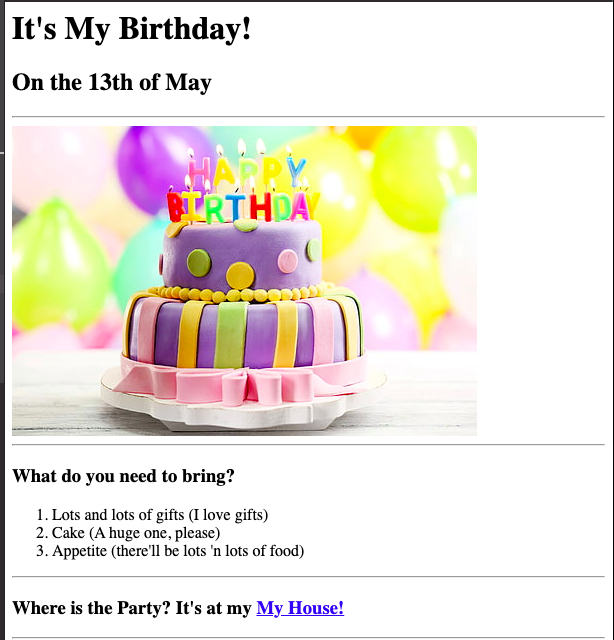 It's My Birthday!
On the 13th of May
HAPPY
BIRTHDAY
What do you need to bring?
1. Lots and lots of gifts (I love gifts)
2. Cake (A huge one, please)
3. Appetite (there'll be lots 'n lots of food)
Where is the Party? It's at my My House!